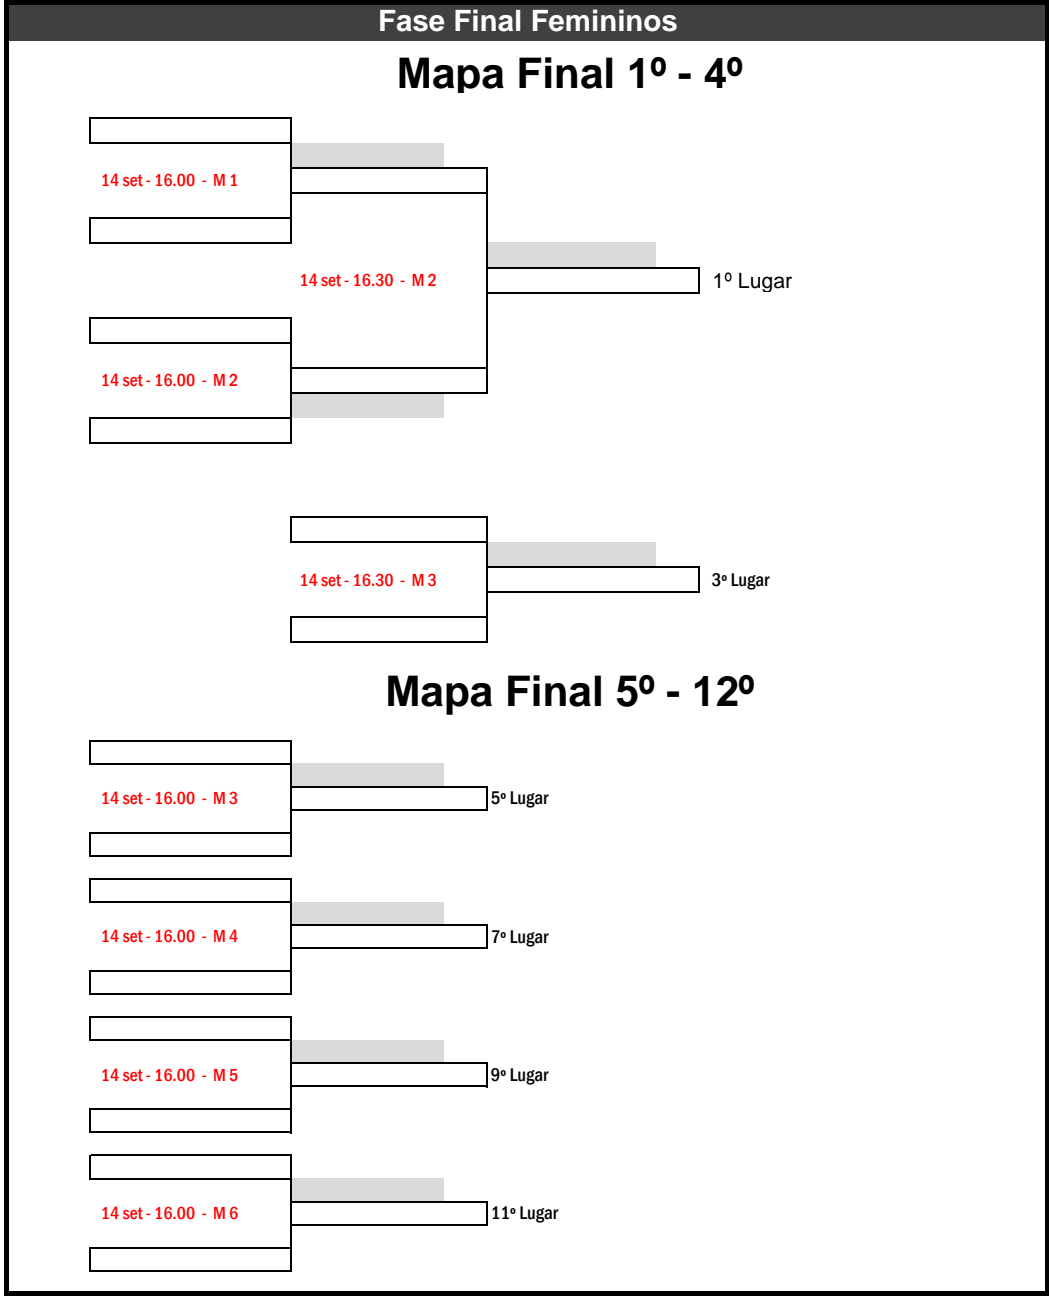 Fase Final Femininos
Mapa Final 1º - 4º
14 set - 16.00 - M 1
14 set - 16.30 - M 2
1º Lugar
14 set - 16.00 - M 2
14 set - 16.30 - M 3
3º Lugar
Mapa Final 5º - 12º
14 set - 16.00 - M 3
5º Lugar
14 set - 16.00 - M 4
7º Lugar
14 set - 16.00 - M 5
9º Lugar
14 set - 16.00 - M 6
11º Lugar